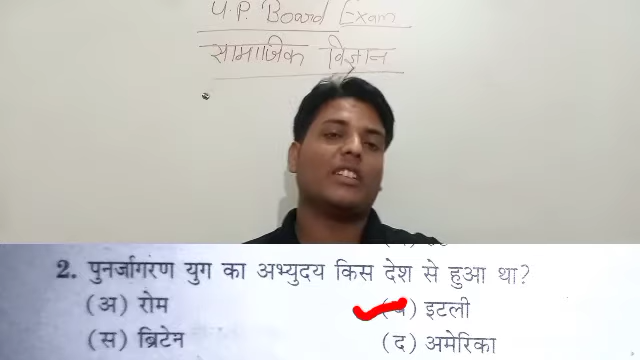 U.P. Board Exam
सामाजिक विज्ञान
2. पुनर्जागरण युग का अभ्युदय किस देश से हुआ था?
(अ) रोम (ब) इटली
(स) ब्रिटेन (द) अमेरिका